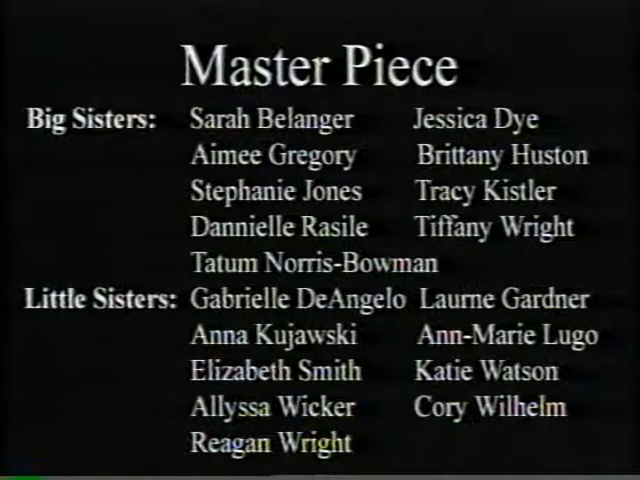 Master Piece
Big Sisters: Sarah Belanger Jessica Dye
Aimee Gregory Brittany Huston
Stephanie Jones Tracy Kistler
Dannielle Rasile Tiffany Wright
Tatum Norris-Bowman
Little Sisters: Gabrielle DeAngelo Laurne Gardner
Anna Kujawski Ann-Marie Lugo
Elizabeth Smith Katie Watson
Allyssa Wicker Cory Wilhelm
Reagan Wright